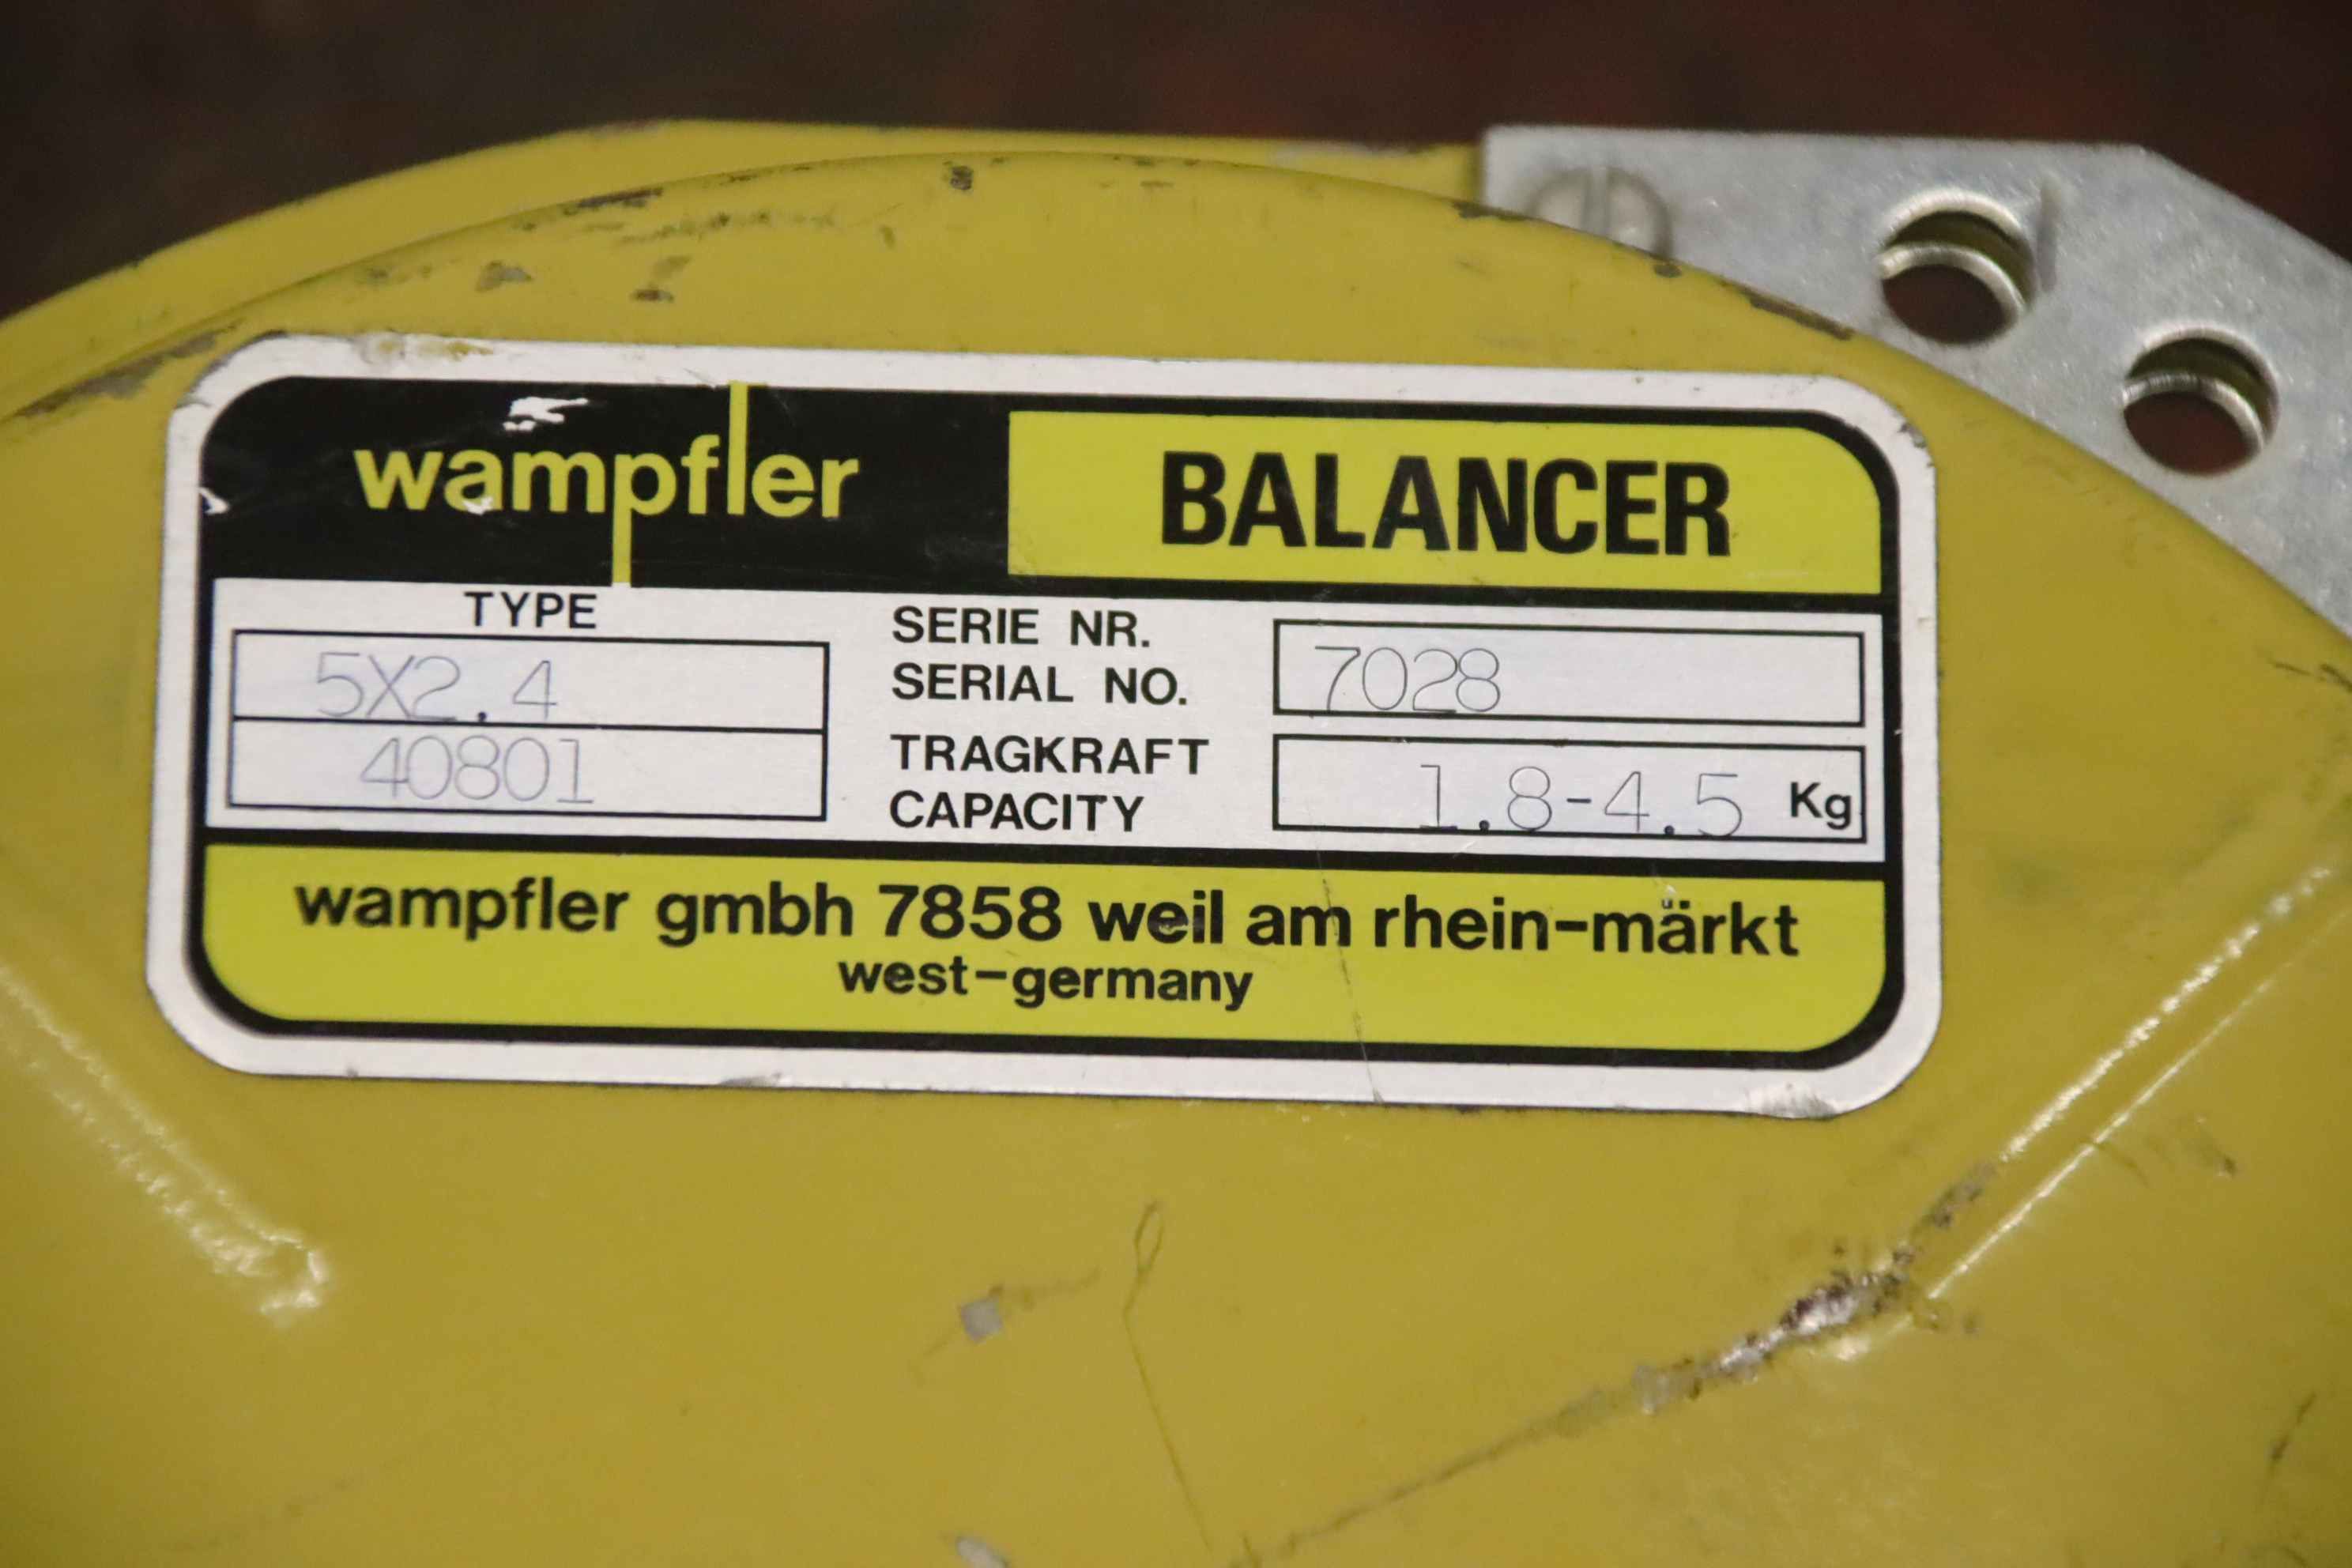 wampfler BALANCER
TYPE
5X2.4
40801
SERIE NR.
SERIAL NO.
7028
TRAGKRAFT
CAPACITY
1.8-4.5 Kg
wampfler gmbh 7858 weil am rhein-märkt
west-germany